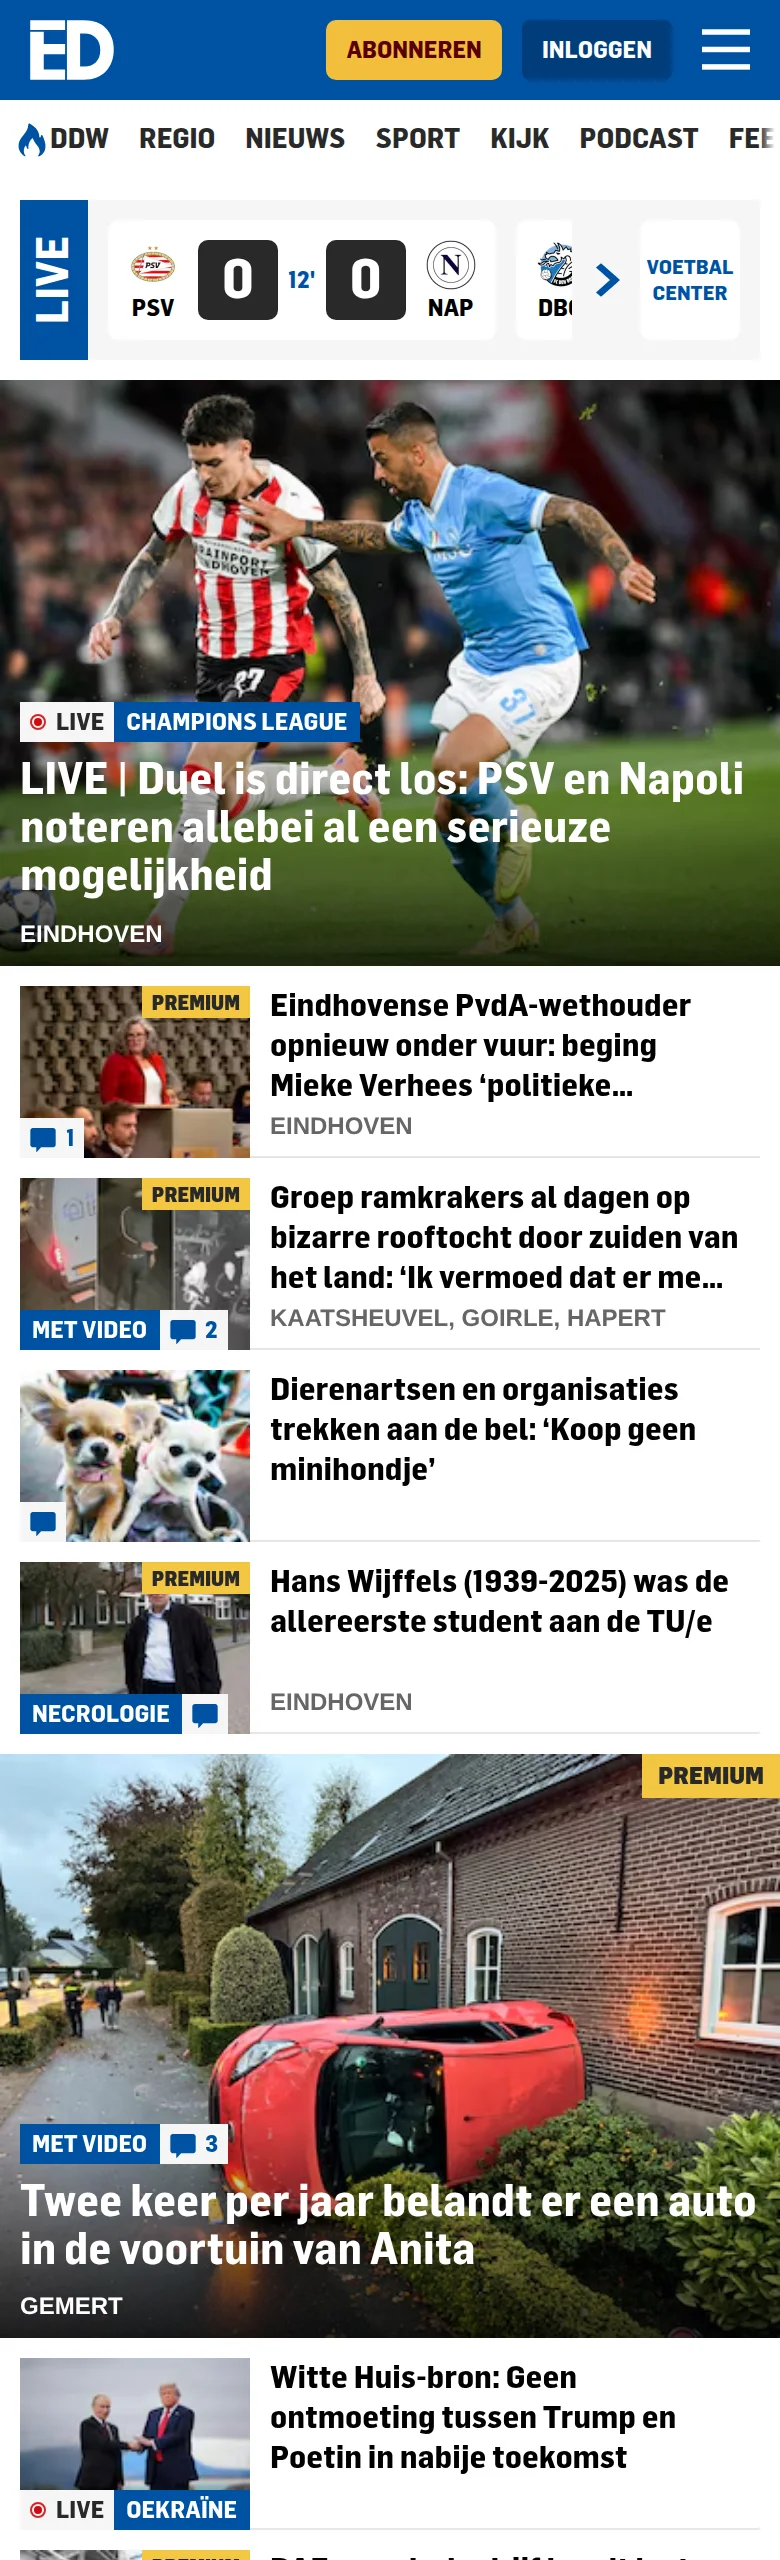 ED
ABONNEREN
INLOGGEN
DDW REGIO NIEUWS SPORT KIJK PODCAST
LIVE
PSV
0 12' 0
N
PSV
NAP
VOETBAL
CENTER
BRAINPORT
EINDHOVEN
37
LIVE CHAMPIONS LEAGUE
LIVE | Duel is direct los: PSV en Napoli
noteren allebei al een serieuze
mogelijkheid
EINDHOVEN
PREMIUM
1
Eindhovense PvdA-wethouder
opnieuw onder vuur: beging
Mieke Verhees ‘politieke...
EINDHOVEN
PREMIUM
MET VIDEO 2
Groep ramkrakers al dagen op
bizarre rooftocht door zuiden van
het land: ‘Ik vermoed dat er me...
KAATSHEUVEL, GOIRLE, HAPERT
Dierenartsen en organisaties
trekken aan de bel: ‘Koop geen
minihondje’
PREMIUM
NECROLOGIE
Hans Wijffels (1939-2025) was de
allereerste student aan de TU/e
EINDHOVEN
PREMIUM
MET VIDEO 3
Twee keer per jaar belandt er een auto
in de voortuin van Anita
GEMERT
LIVE OEKRAÏNE
Witte Huis-bron: Geen
ontmoeting tussen Trump en
Poetin in nabije toekomst